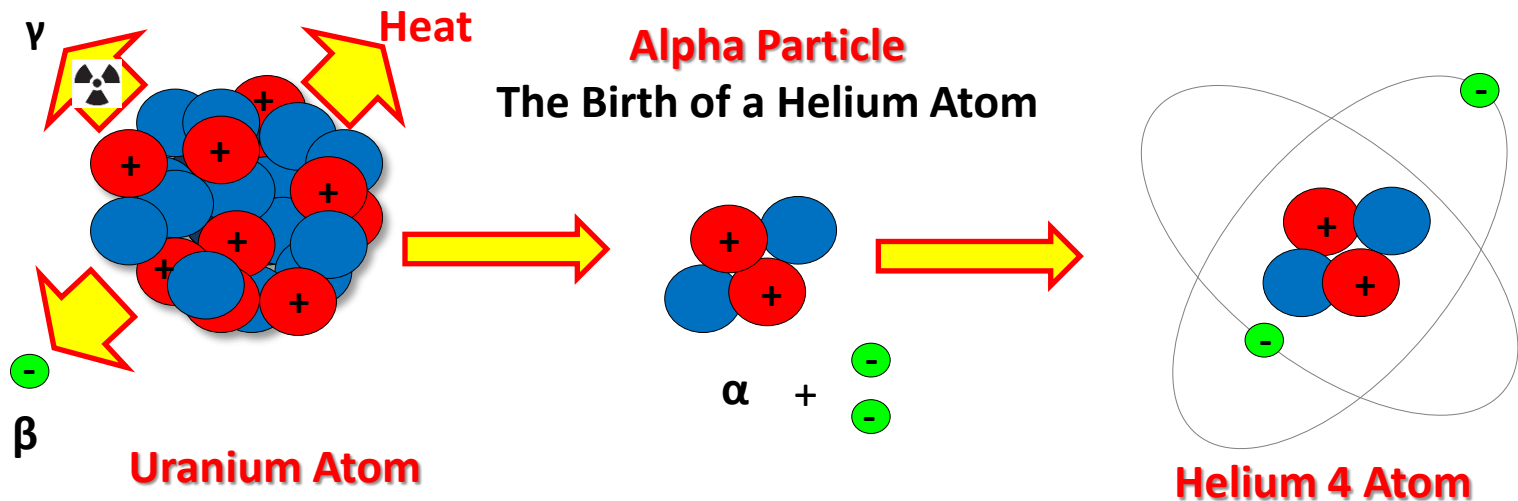 γ
Heat
Alpha Particle
The Birth of a Helium Atom
+
+
+
+
+
+
+
-
β
Uranium Atom
+
+
α + -
-
-
+
+
-
Helium 4 Atom